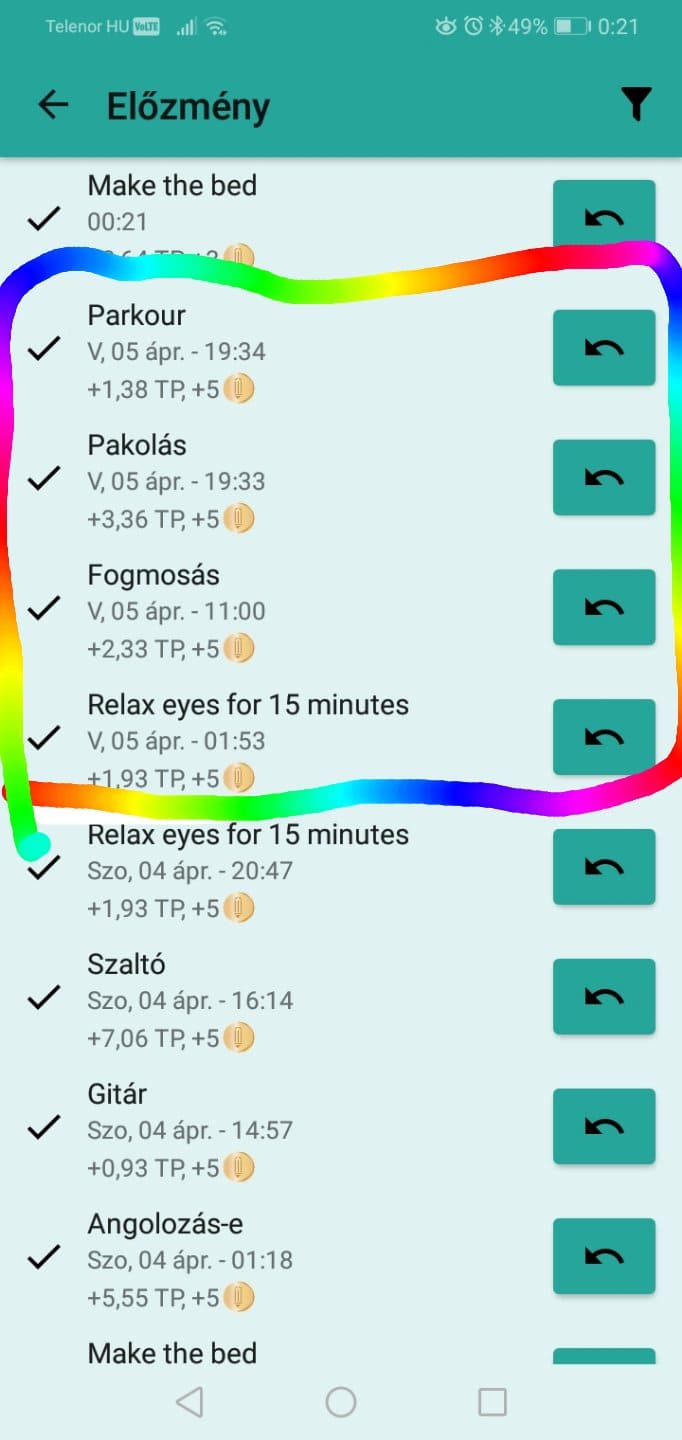 Telenor HU VoLTE 49% 0:21
Előzmény
Make the bed
00:21
Parkour
V, 05 ápr. - 19:34
+1,38 TP, +5
Pakolás
V, 05 ápr. - 19:33
+3,36 TP, +5
Fogmosás
V, 05 ápr. - 11:00
+2,33 TP, +5
Relax eyes for 15 minutes
V, 05 ápr. - 01:53
+1,93 TP, +5
Relax eyes for 15 minutes
Szo, 04 ápr. - 20:47
+1,93 TP, +5
Szaltó
Szo, 04 ápr. - 16:14
+7,06 TP, +5
Gitár
Szo, 04 ápr. - 14:57
+0,93 TP, +5
Angolozás-e
Szo, 04 ápr. - 01:18
+5,55 TP, +5
Make the bed